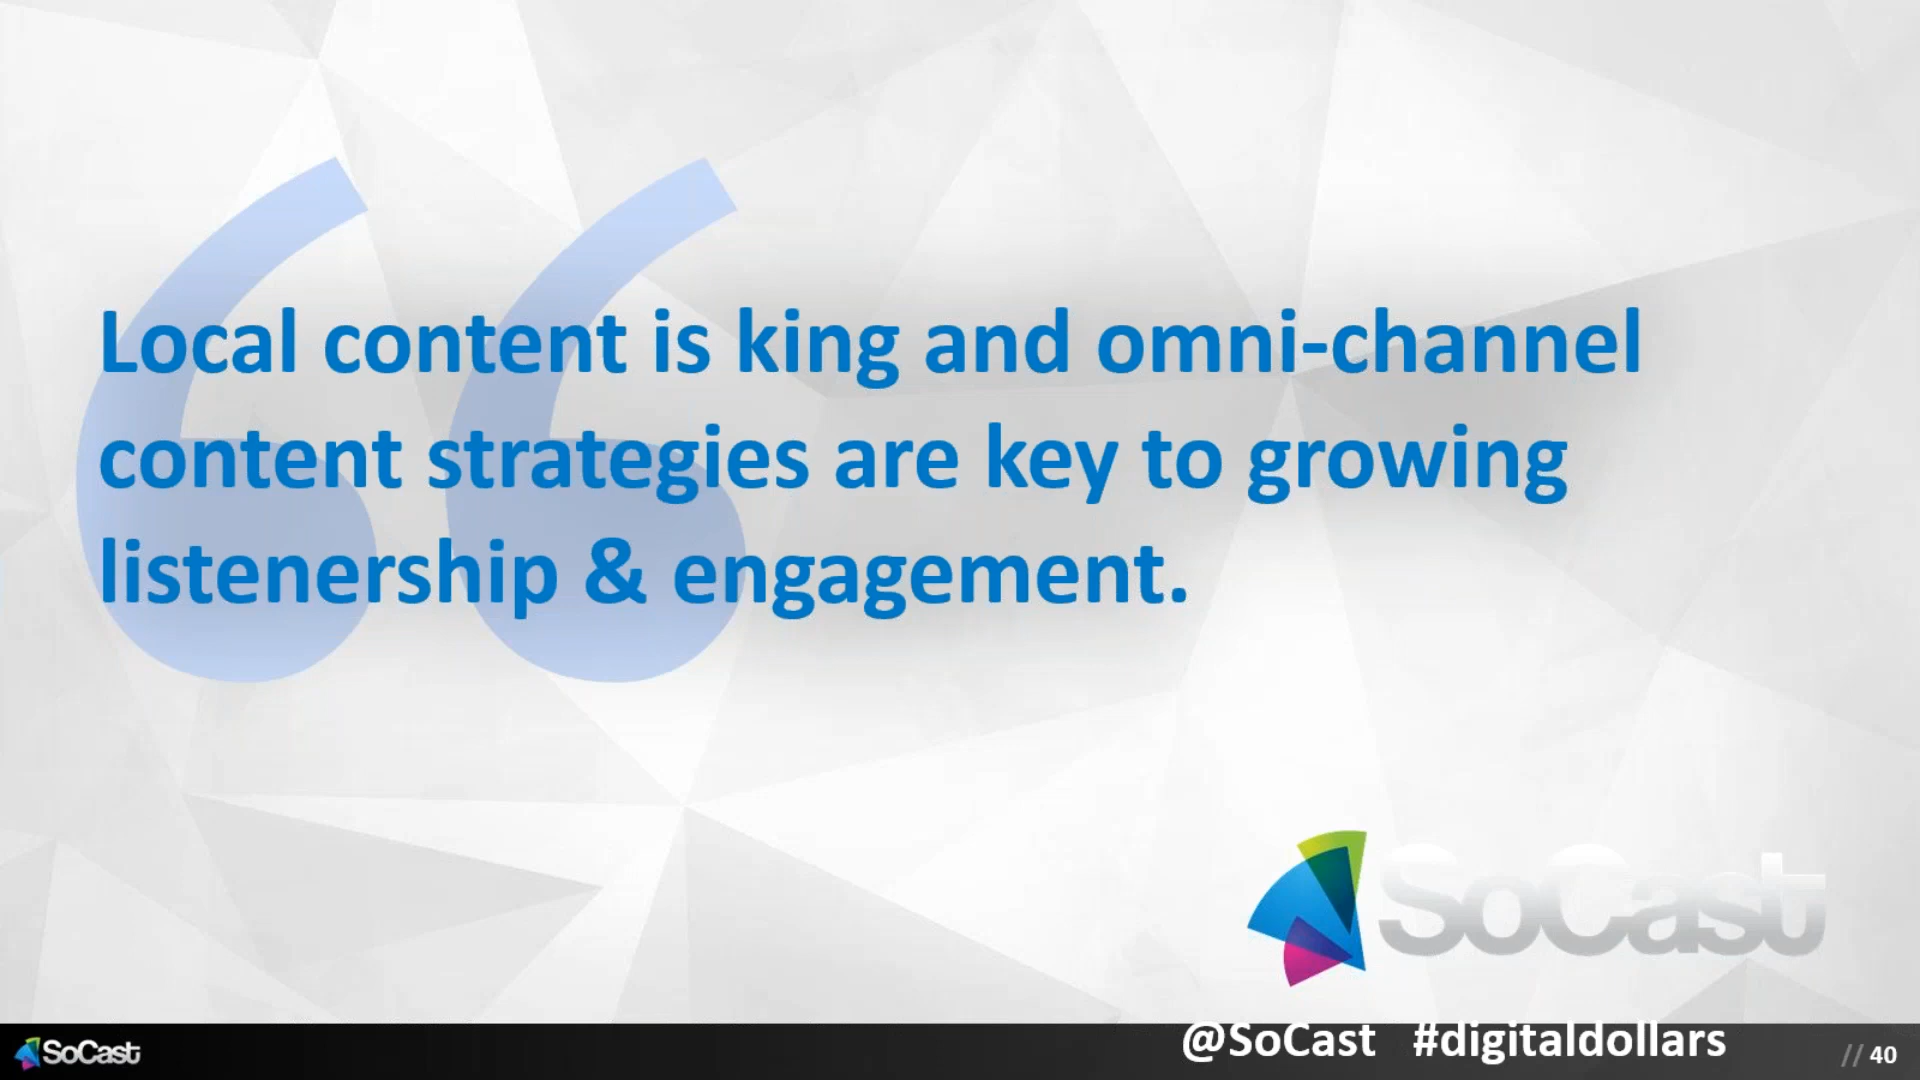 Local content is king and omni-channel
content strategies are key to growing
listenership & engagement.
SoCast
@SoCast #digitaldollars
SoCast
// 40